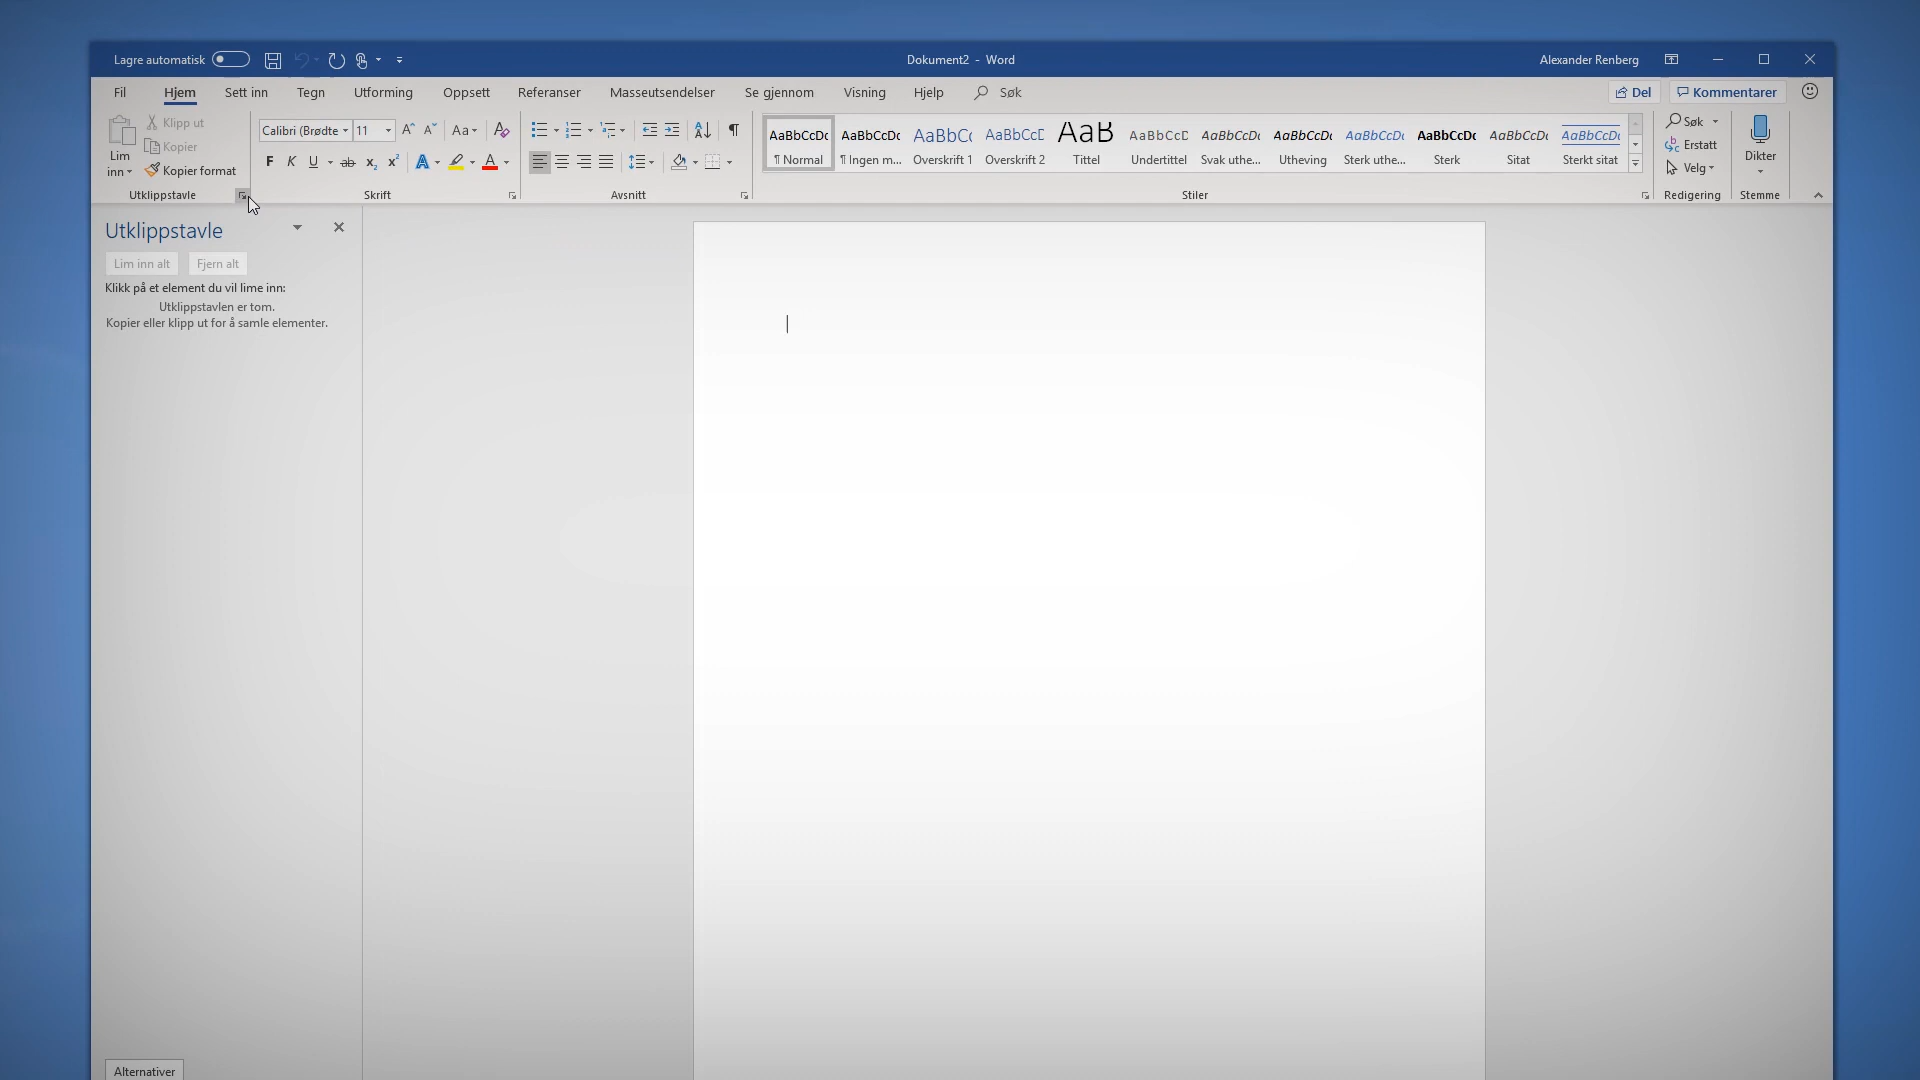 Lagre automatisk
Dokument2 - Word
Alexander Renberg
Fil Hjem Sett inn Tegn Utforming Oppsett Referanser Masseutsendelser Se gjennom Visning Hjelp Søk
Del Kommentarer
Lim inn
Klipp ut
Kopier
Kopier format
Utklippstavle
Calibri (Brødte 11
Aa
F K U ab x₂ x² A A
Skrift
Avsnitt
AaBbCcDc AaBbCcDc AaBbC( AaBbCcD AaB AaBbCcD AaBbCcDc AaBbCcDc AaBbCcDc AaBbCcDc AaBbCcDc AaBbCcDc
¶ Normal ¶ Ingen m... Overskrift 1 Overskrift 2 Tittel Undertittel Svak uthe... Utheving Sterk uthe... Sterk Sitat Sterkt sitat
Stiler
Søk
Erstatt
Velg
Redigering
Dikter
Stemme
Utklippstavle
Lim inn alt Fjern alt
Klikk på et element du vil lime inn:
Utklippstavlen er tom.
Kopier eller klipp ut for å samle elementer.
Alternativer